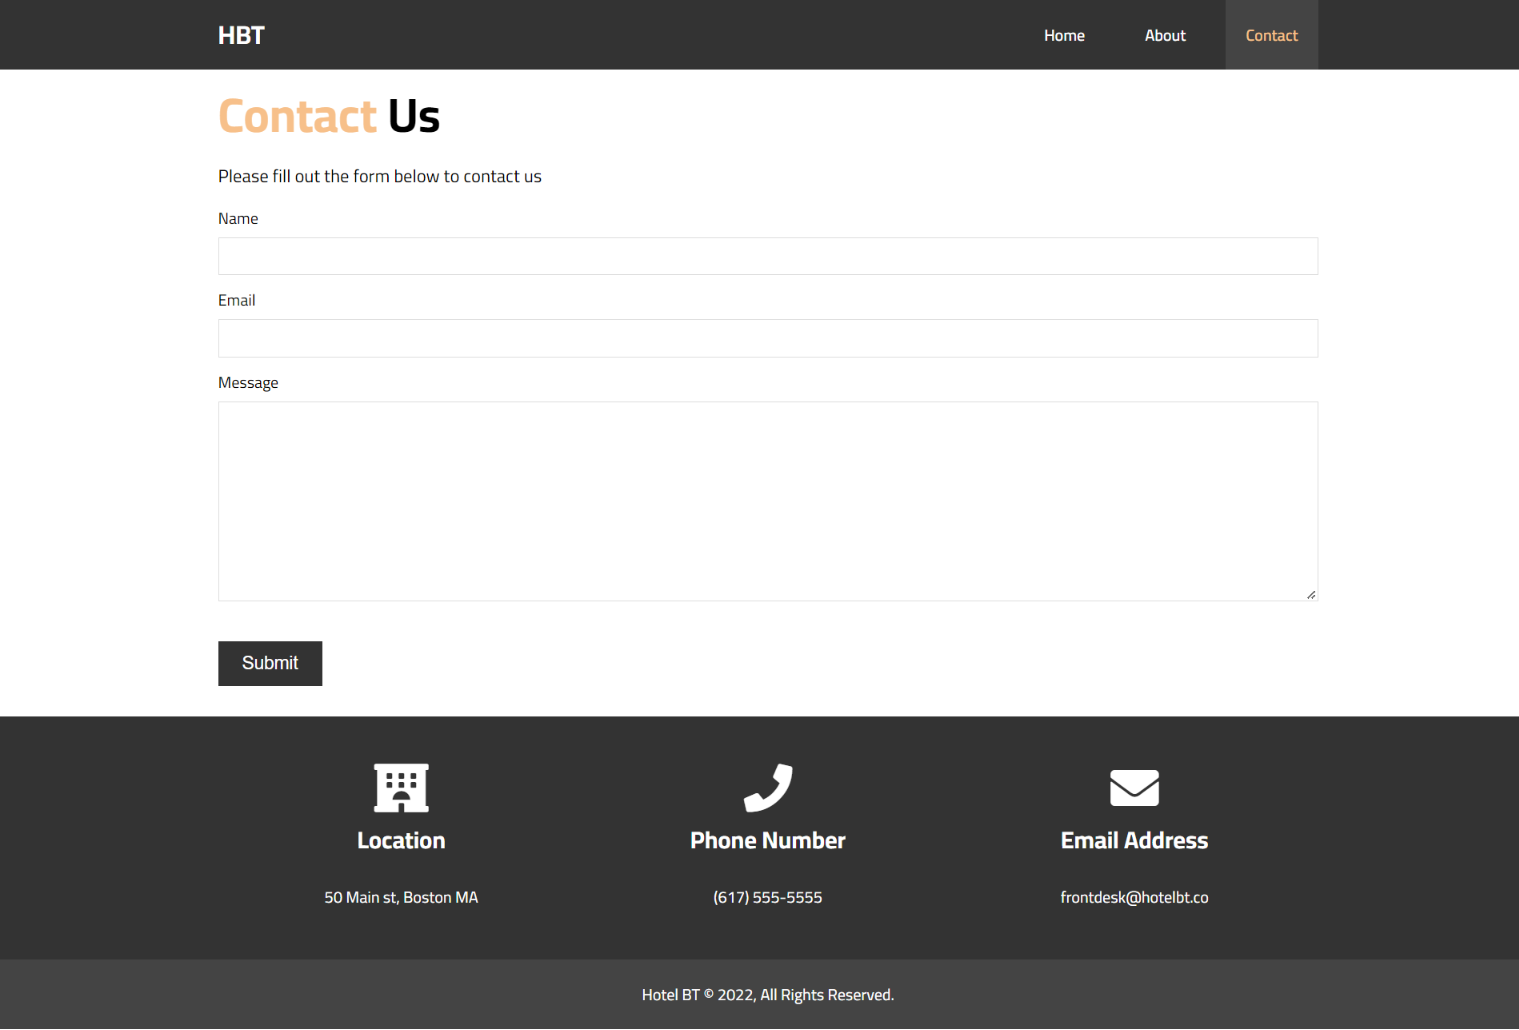 HBT
Home
About
Contact
Contact Us
Please fill out the form below to contact us
Name
Email
Message
Submit
Location
Phone Number
Email Address
50 Main st, Boston MA
(617) 555-5555
frontdesk@hotelbt.co
Hotel BT © 2022, All Rights Reserved.